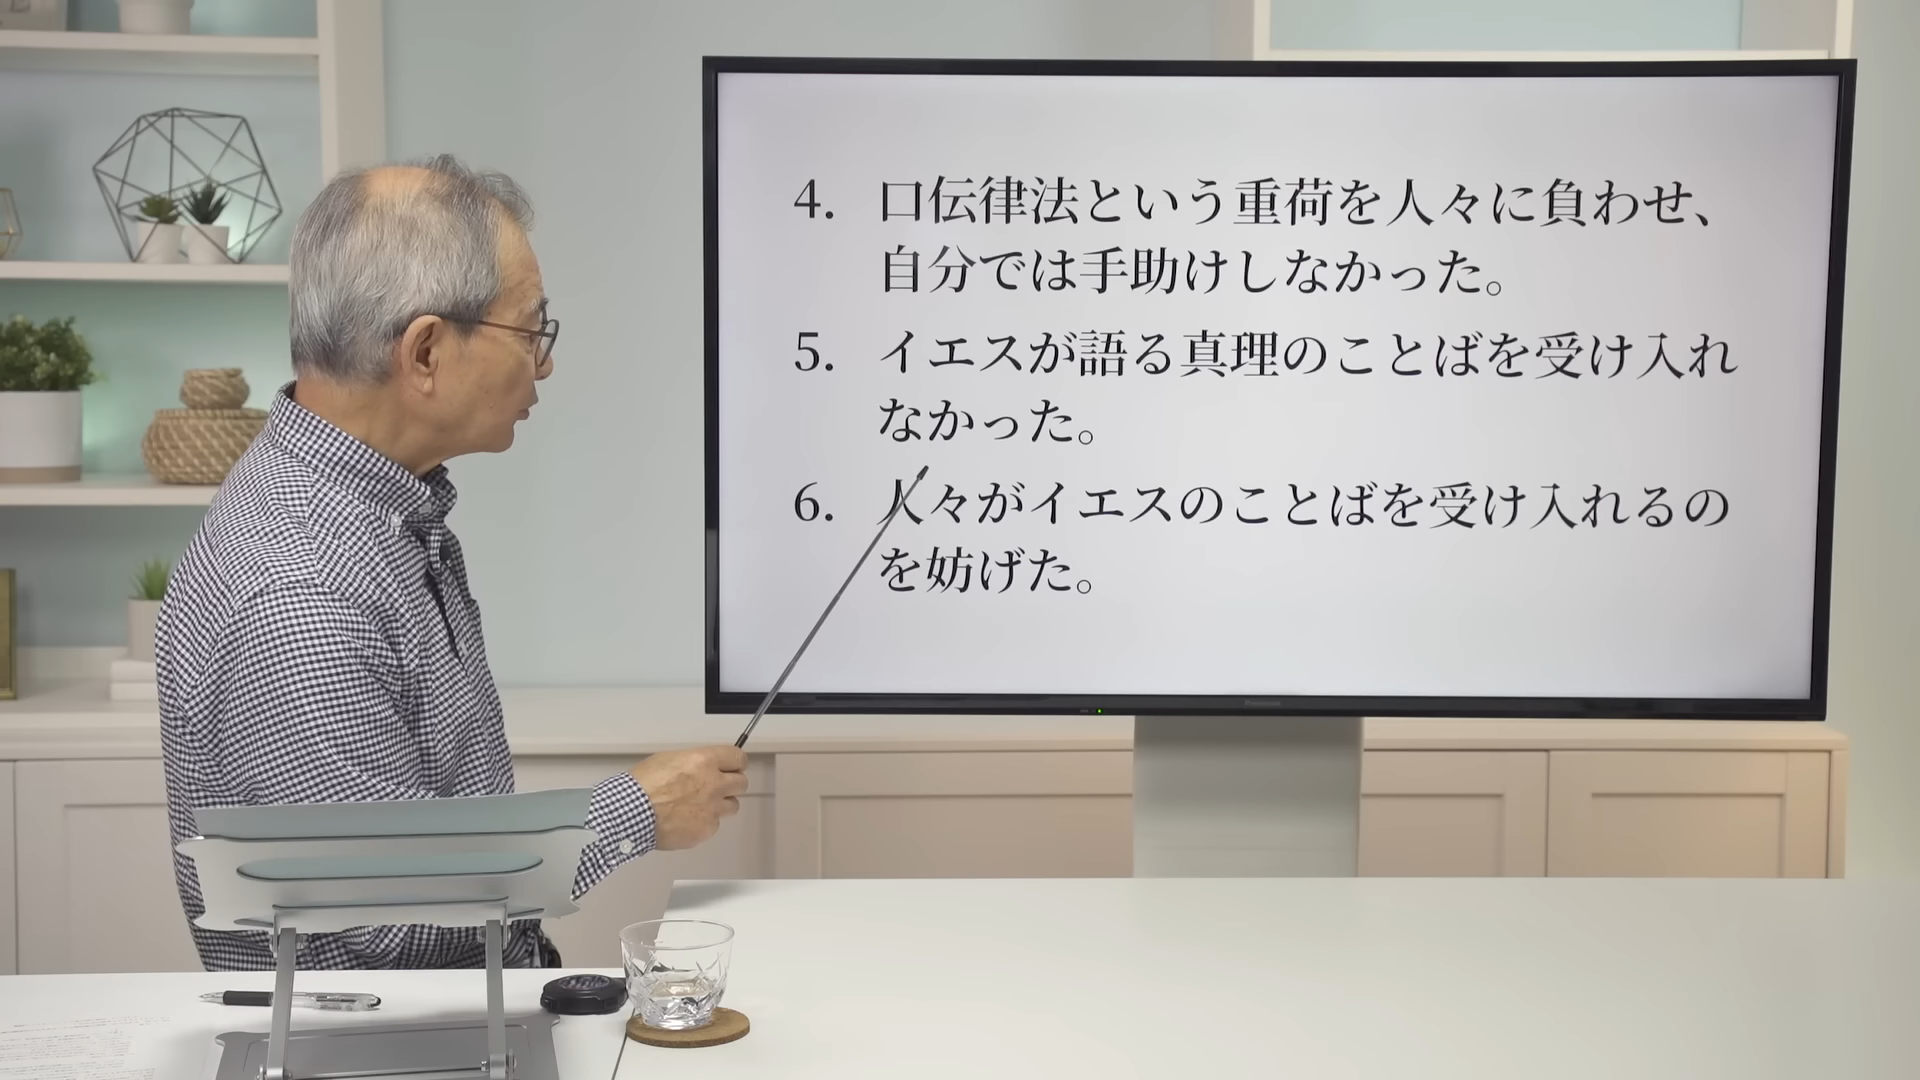 4. 口伝律法という重荷を人々に負わせ、
自分では手助けしなかった。
5. イエスが語る真理のことばを受け入れ
なかった。
6. 人々がイエスのことばを受け入れるの
を妨げた。
Panasonic